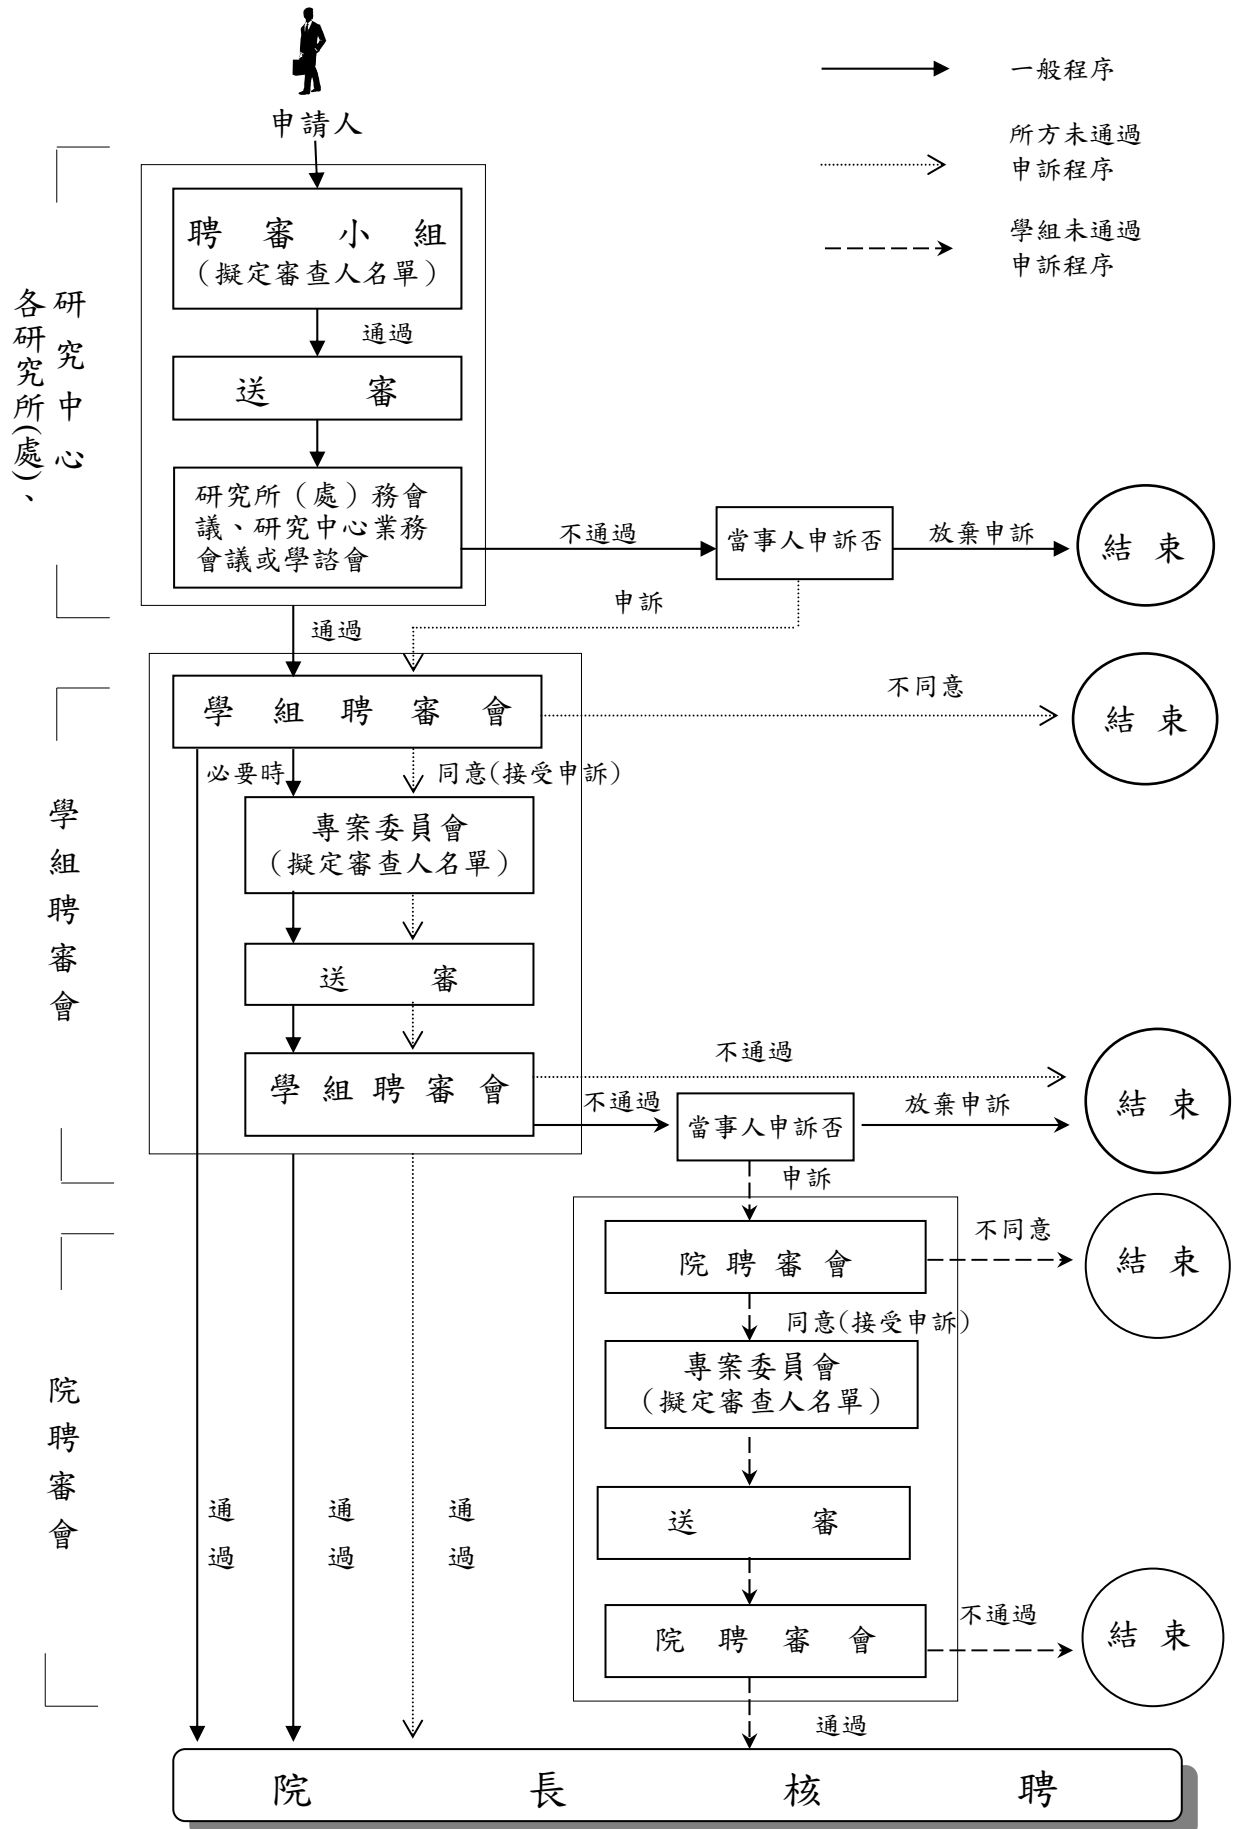 申請人
一般程序
所方未通過
申訴程序
學組未通過
申訴程序
研究中心
各研究所(處)、
聘審小組
（擬定審查人名單）
通過
送審
研究所（處）務會
議、研究中心業務
會議或學諮會
不通過
當事人申訴否
放棄申訴
結束
申訴
通過
學組聘審會
學組聘審會
不同意
結束
必要時
同意(接受申訴)
專案委員會
（擬定審查人名單）
送審
學組聘審會
不通過
結束
不通過
當事人申訴否
放棄申訴
申訴
院聘審會
院聘審會
不同意
結束
同意(接受申訴)
專案委員會
（擬定審查人名單）
送審
院聘審會
不通過
結束
通過
通過
通過
通過
院長核聘